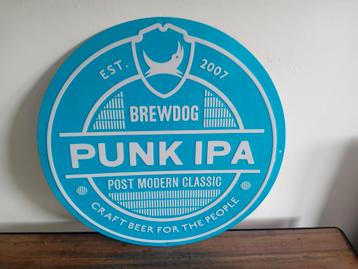 EST. 2007
BREWDOG
PUNK IPA
POST MODERN CLASSIC
CRAFT BEER FOR THE PEOPLE